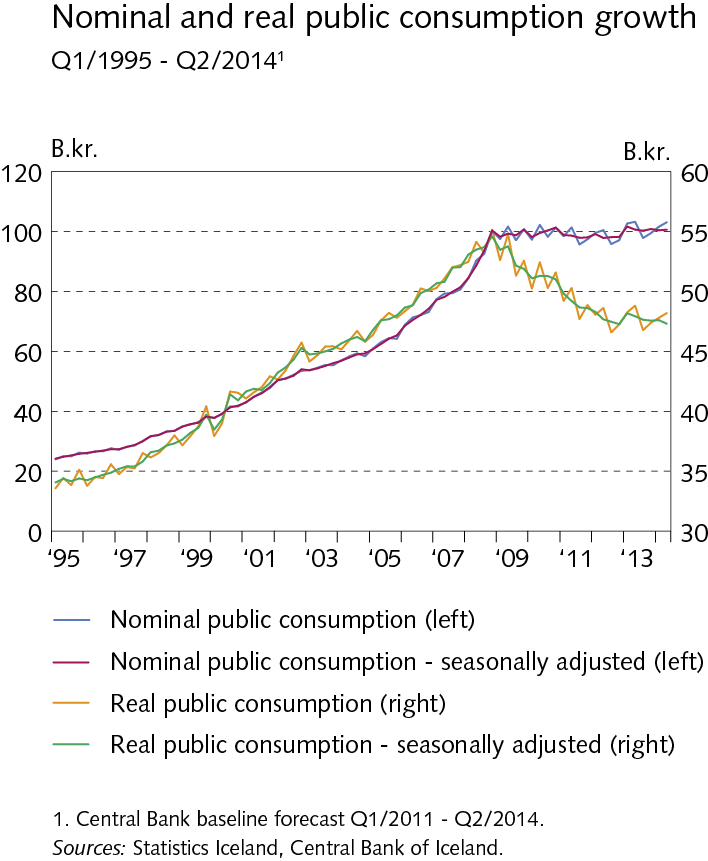 Nominal and real public consumption growth
Q1/1995 - Q2/2014¹
B.kr.
B.kr.
120
60
100
55
80
50
60
45
40
40
20
35
0
30
‘95 ‘97 ‘99 ‘01 ‘03 ‘05 ‘07 ‘09 ‘11 ‘13
Nominal public consumption (left)
Nominal public consumption - seasonally adjusted (left)
Real public consumption (right)
Real public consumption - seasonally adjusted (right)
1. Central Bank baseline forecast Q1/2011 - Q2/2014.
Sources: Statistics Iceland, Central Bank of Iceland.